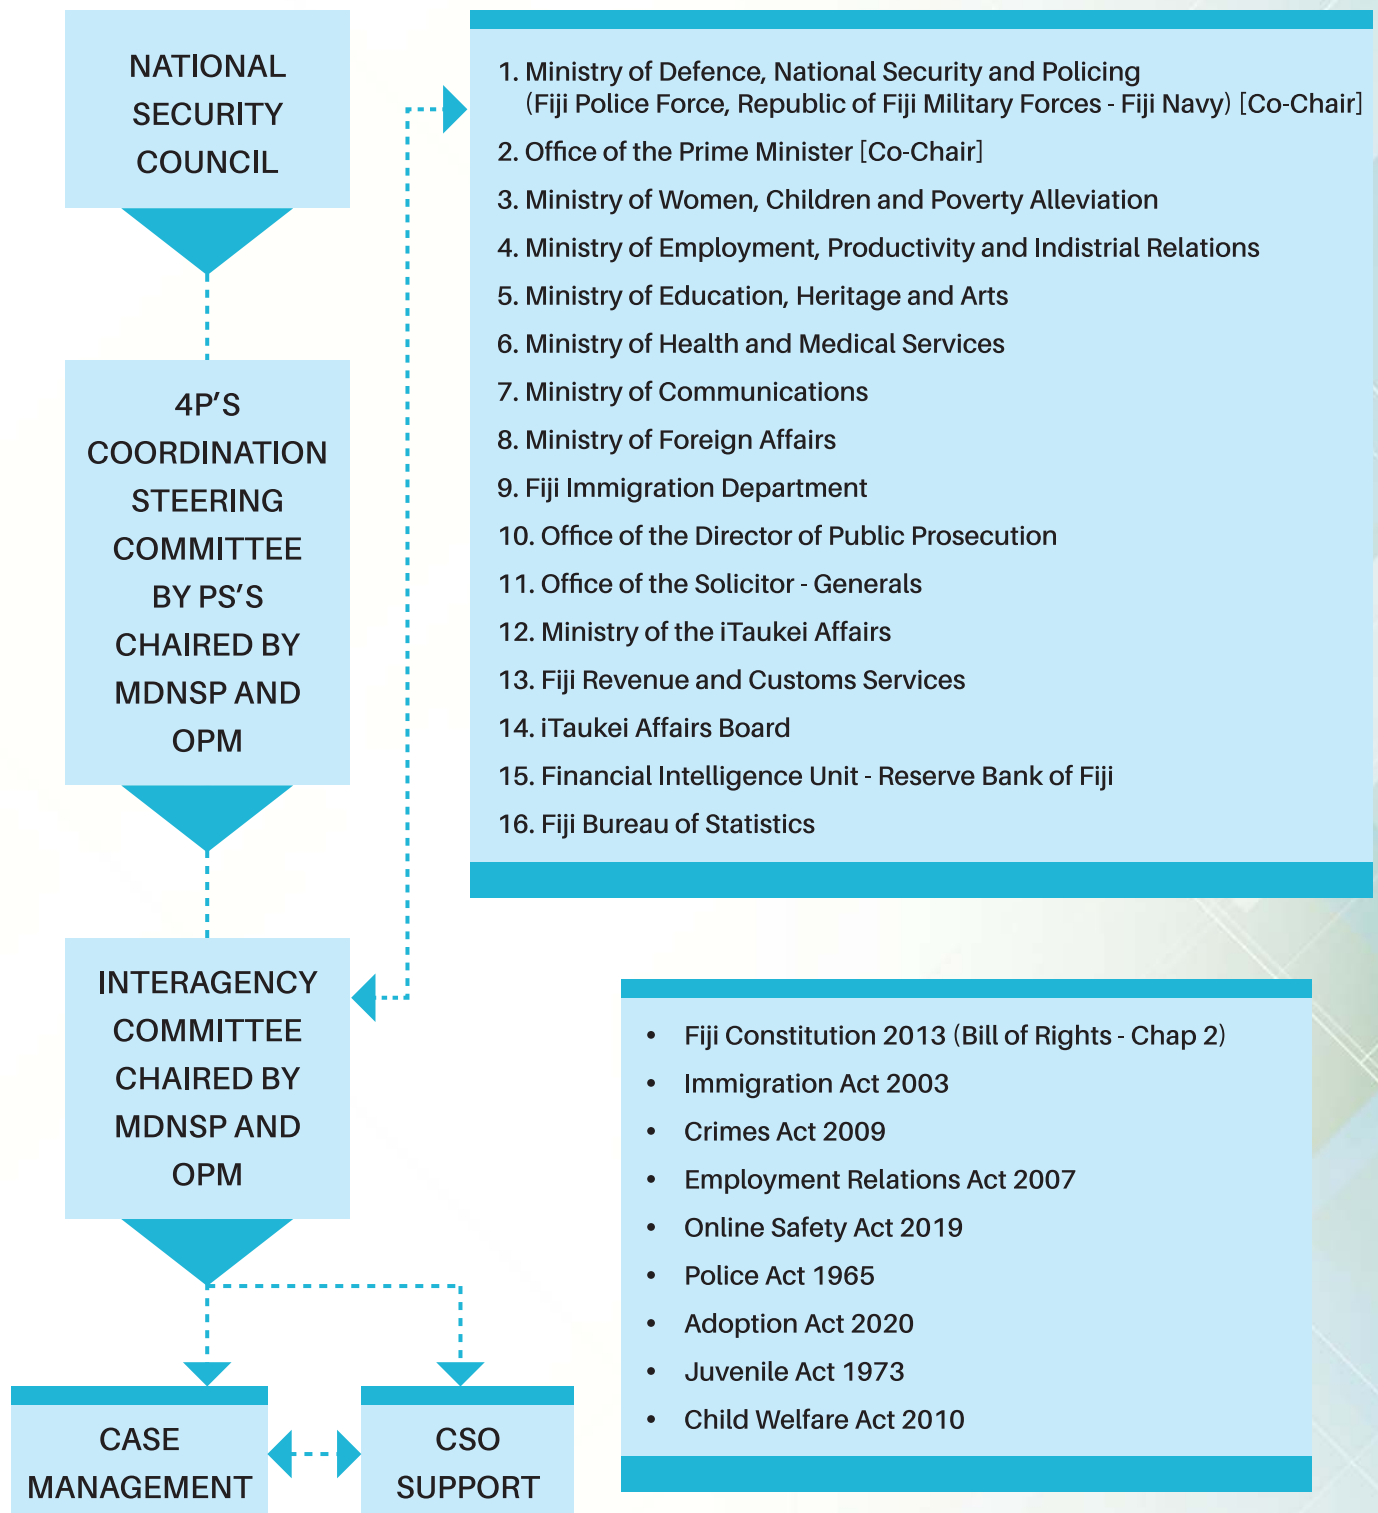 NATIONAL
SECURITY
COUNCIL
4P’S
COORDINATION
STEERING
COMMITTEE
BY PS’S
CHAIRED BY
MDNSP AND
OPM
INTERAGENCY
COMMITTEE
CHAIRED BY
MDNSP AND
OPM
CASE
MANAGEMENT
CSO
SUPPORT
1. Ministry of Defence, National Security and Policing
(Fiji Police Force, Republic of Fiji Military Forces - Fiji Navy) [Co-Chair]
2. Office of the Prime Minister [Co-Chair]
3. Ministry of Women, Children and Poverty Alleviation
4. Ministry of Employment, Productivity and Indistrial Relations
5. Ministry of Education, Heritage and Arts
6. Ministry of Health and Medical Services
7. Ministry of Communications
8. Ministry of Foreign Affairs
9. Fiji Immigration Department
10. Office of the Director of Public Prosecution
11. Office of the Solicitor - Generals
12. Ministry of the iTaukei Affairs
13. Fiji Revenue and Customs Services
14. iTaukei Affairs Board
15. Financial Intelligence Unit - Reserve Bank of Fiji
16. Fiji Bureau of Statistics
• Fiji Constitution 2013 (Bill of Rights - Chap 2)
• Immigration Act 2003
• Crimes Act 2009
• Employment Relations Act 2007
• Online Safety Act 2019
• Police Act 1965
• Adoption Act 2020
• Juvenile Act 1973
• Child Welfare Act 2010